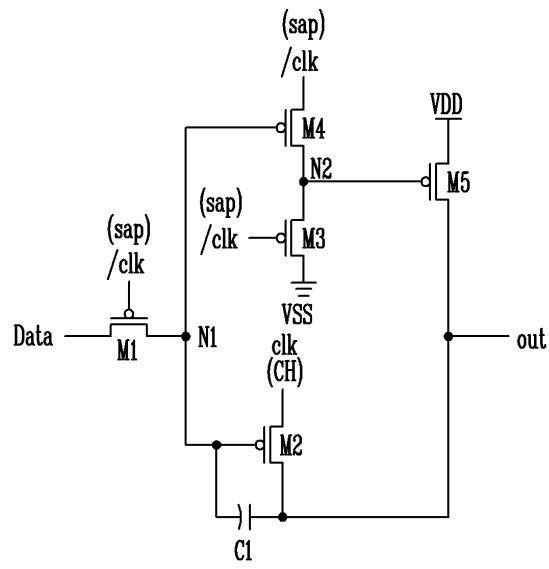 (sap)
/clk
M4
VDD
N2
M5
(sap)
/clk
M3
(sap)
/clk
VSS
Data
M1
N1
clk
(CH)
out
M2
C1